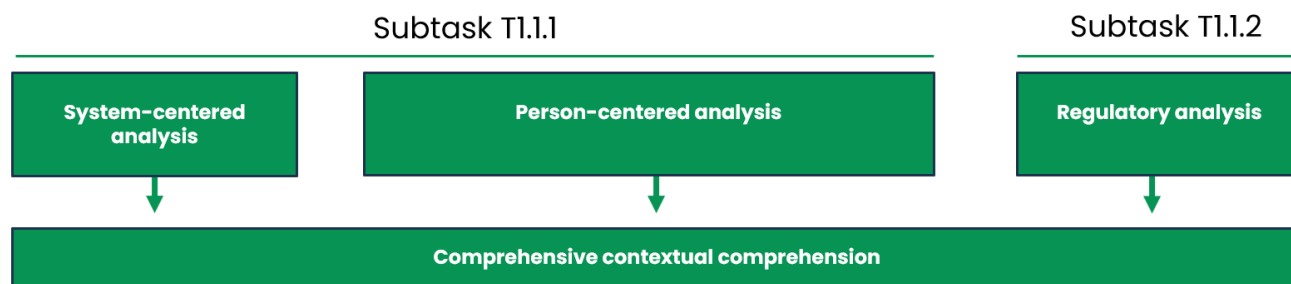 Subtask T1.1.1
Subtask T1.1.2
System-centered
analysis
Person-centered analysis
Regulatory analysis
Comprehensive contextual comprehension